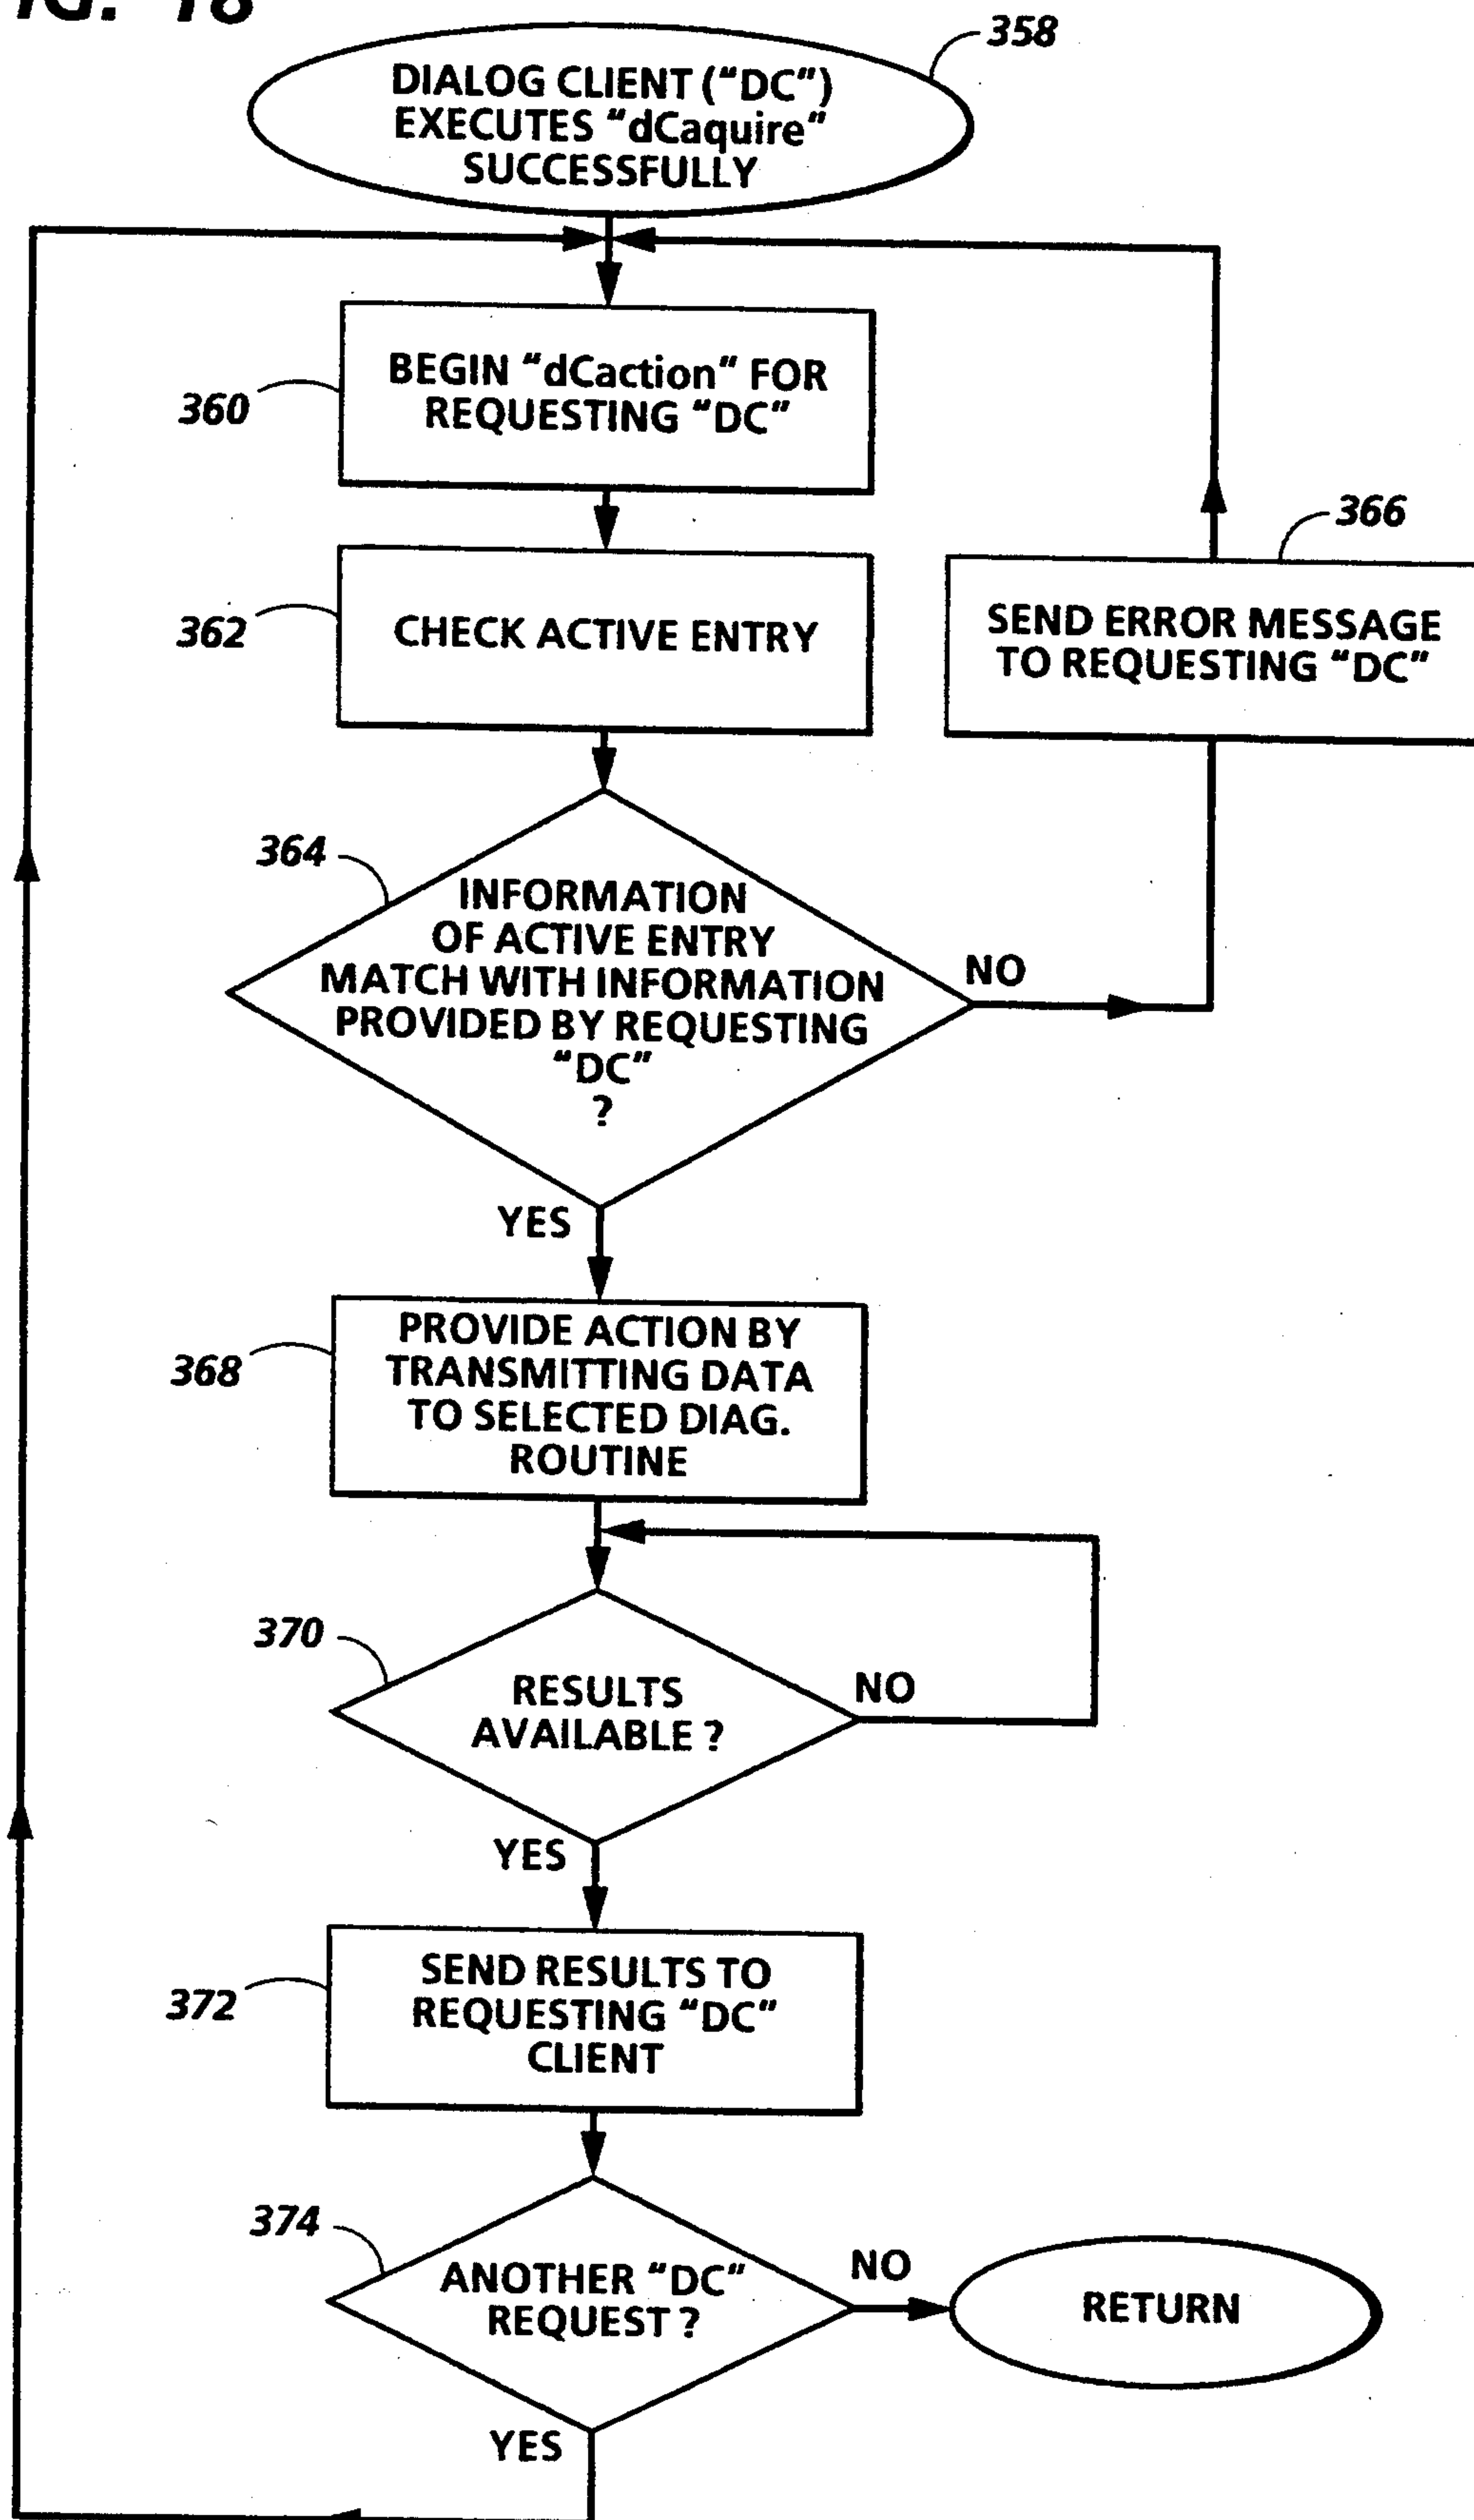 FIG. 18
358
DIALOG CLIENT ("DC")
EXECUTES "dCaquire"
SUCCESSFULLY
BEGIN "dCaction" FOR
REQUESTING "DC"
360
366
CHECK ACTIVE ENTRY
362
SEND ERROR MESSAGE
TO REQUESTING "DC"
364
INFORMATION
OF ACTIVE ENTRY
MATCH WITH INFORMATION
PROVIDED BY REQUESTING
"DC"
?
NO
YES
PROVIDE ACTION BY
TRANSMITTING DATA
TO SELECTED DIAG.
ROUTINE
368
370
RESULTS
AVAILABLE ?
NO
YES
SEND RESULTS TO
REQUESTING "DC"
CLIENT
372
374
ANOTHER "DC"
REQUEST ?
NO
RETURN
YES